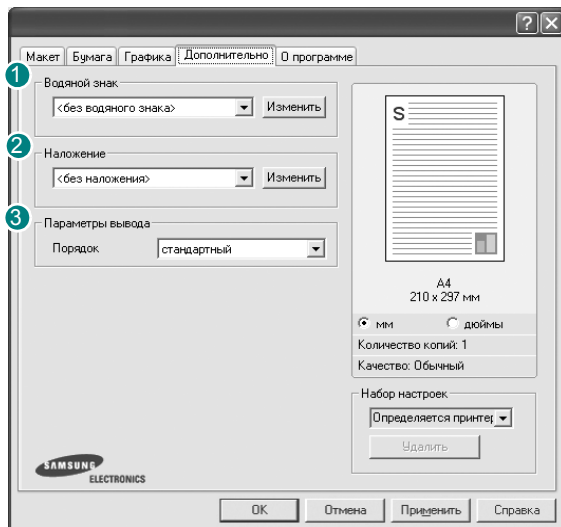 Макет Бумага Графика Дополнительно О программе
1
Водяной знак
<без водяного знака> Изменить
2
Наложение
<без наложения> Изменить
3
Параметры вывода
Порядок стандартный
S
A4
210 x 297 мм
мм дюймы
Количество копий: 1
Качество: Обычный
Набор настроек
Определяется принтер
Удалить
SAMSUNG
ELECTRONICS
OK Отмена Применить Справка